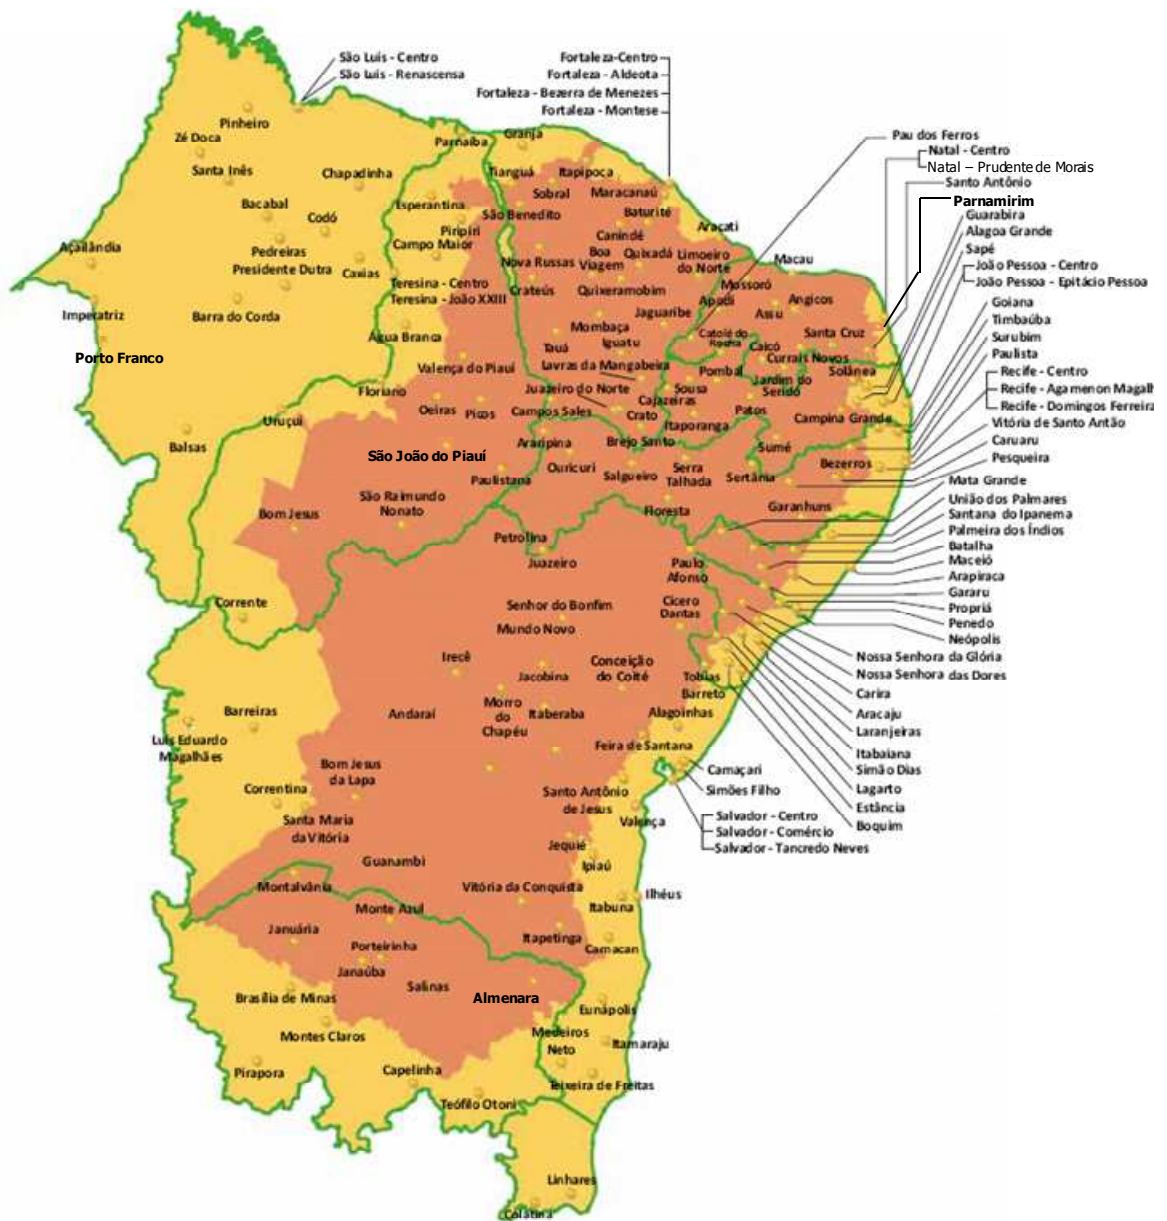 São Luis - Centro
São Luis - Renascensa
Fortaleza-Centro
Fortaleza - Aldeota
Fortaleza - Bezerra de Menezes
Fortaleza - Montese
Pau dos Ferros
Natal - Centro
Natal – Prudente de Morais
Santo Antônio
Parnamirim
Guarabira
Alagoa Grande
Sapé
João Pessoa - Centro
João Pessoa - Epitácio Pessoa
Goiana
Timbaúba
Surubim
Paulista
Recife - Centro
Recife - Agamenon Magalh
Recife - Domingos Ferreira
Vitória de Santo Antão
Caruaru
Pesqueira
Mata Grande
União dos Palmares
Santana do Ipanema
Palmeira dos Índios
Batalha
Maceió
Arapiraca
Gararu
Propriá
Penedo
Neópolis
Nossa Senhora da Glória
Nossa Senhora das Dores
Carira
Aracaju
Laranjeiras
Itabaiana
Simão Dias
Lagarto
Estância
Boquim
Pinheiro
Zé Doca
Santa Inês
Chapadinha
Bacabal
Codó
Açailândia
Pedreiras
Presidente Dutra
Caxias
Imperatriz
Barra do Corda
Porto Franco
Balsas
Parnaíba
Esperantina
Piripiri
Campo Maior
Teresina - Centro
Teresina - João XXIII
Água Branca
Valença do Piauí
Floriano
Oeiras
Picos
Uruçuí
São João do Piauí
Paulistana
São Raimundo
Nonato
Bom Jesus
Corrente
Granja
Tianguá
Itapipoca
Sobral
Maracanaú
São Benedito
Baturité
Aracati
Canindé
Boa
Viagem
Quixadá
Limoeiro
do Norte
Nova Russas
Crateús
Quixeramobim
Jaguaribe
Mombaça
Tauá
Iguatu
Lavras da Mangabeira
Juazeiro do Norte
Campos Sales
Crato
Brejo Santo
Macau
Mossoró
Apodi
Angicos
Assu
Santa Cruz
Catolé do
Rocha
Caicó
Currais Novos
Solânea
Pombal
Jardim do
Seridó
Sousa
Cajazeiras
Patos
Campina Grande
Itaporanga
Sumé
Araripina
Ouricuri
Salgueiro
Serra
Talhada
Sertânia
Bezerros
Floresta
Garanhuns
Petrolina
Juazeiro
Paulo
Afonso
Senhor do Bonfim
Cícero
Dantas
Mundo Novo
Irecê
Jacobina
Conceição
do Coité
Tobias
Barreto
Andaraí
Morro
do
Chapéu
Itaberaba
Alagoinhas
Barreiras
Luis Eduardo
Magalhães
Feira de Santana
Bom Jesus
da Lapa
Camaçari
Simões Filho
Correntina
Santo Antônio
de Jesus
Valença
Salvador - Centro
Salvador - Comércio
Salvador - Tancredo Neves
Santa Maria
da Vitória
Jequié
Ipiaú
Guanambi
Vitória da Conquista
Ilhéus
Itabuna
Itapetinga
Camacan
Montalvânia
Monte Azul
Januária
Porteirinha
Janaúba
Salinas
Almenara
Brasília de Minas
Eunápolis
Montes Claros
Medeiros
Neto
Itamaraju
Pirapora
Capelinha
Teixeira de Freitas
Teófilo Otoni
Linhares
Colatina